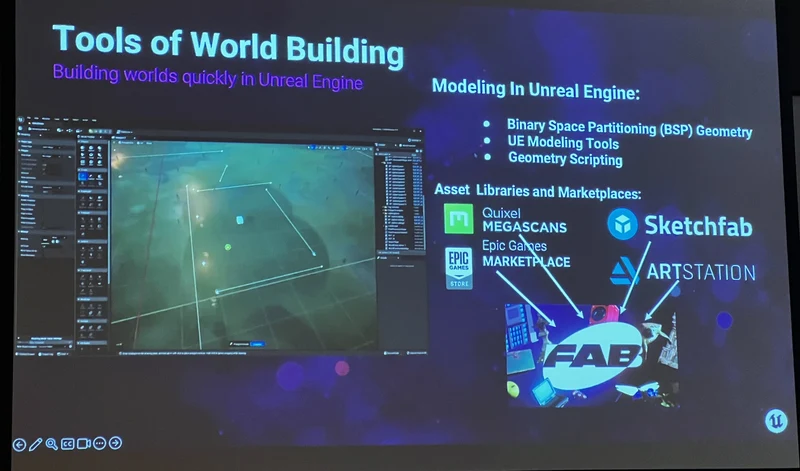 Tools of World Building
Building worlds quickly in Unreal Engine
Modeling In Unreal Engine:
Binary Space Partitioning (BSP) Geometry
UE Modeling Tools
Geometry Scripting
Asset Libraries and Marketplaces:
Quixel
MEGASCANS
Sketchfab
Epic Games
MARKETPLACE
EPIC
GAMES
STORE
ARTSTATION
FAB
CC